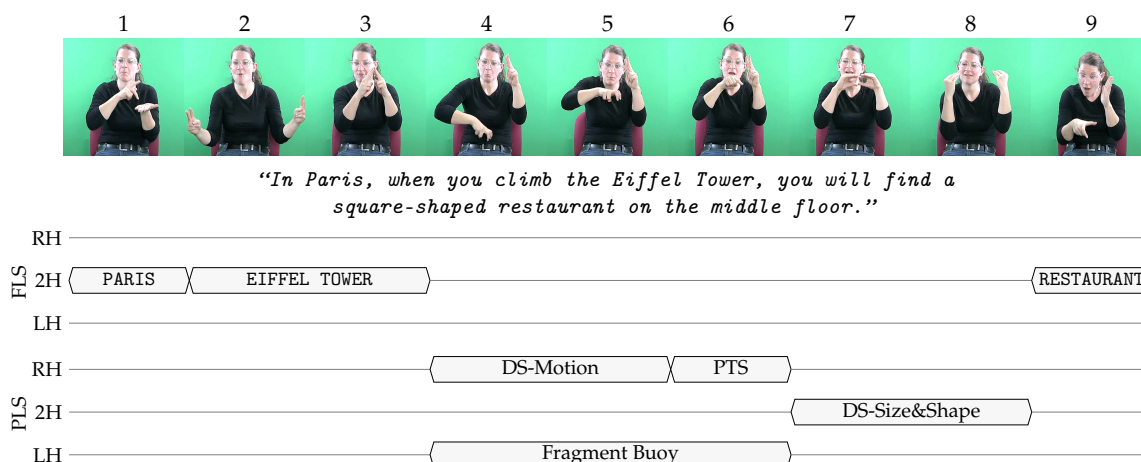 1 2 3 4 5 6 7 8 9
“In Paris, when you climb the Eiffel Tower, you will find a
square-shaped restaurant on the middle floor.”
RH
FLS 2H PARIS EIFFEL TOWER RESTAURANT
LH
RH DS-Motion PTS
PLS 2H DS-Size&Shape
LH Fragment Buoy